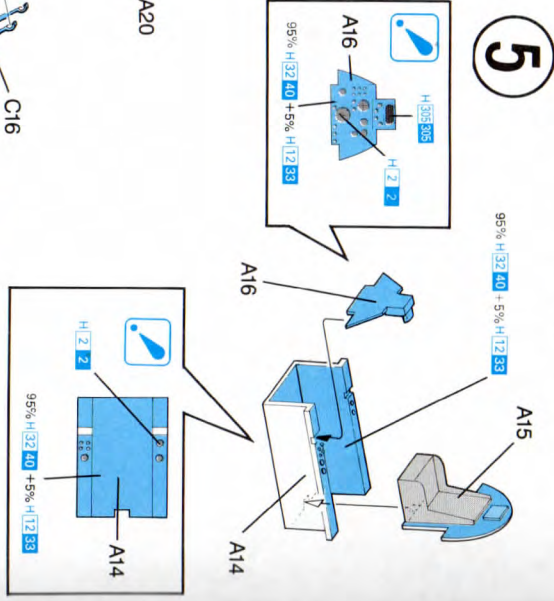 5
A20
C16
A16
95% H 32 40 +5% H 12 33
H 305 305
H 2 2
95% H 32 40 + 5% H 12 33
A16
A15
A14
H 2 2
95% H 32 40 +5% H 12 33
A14